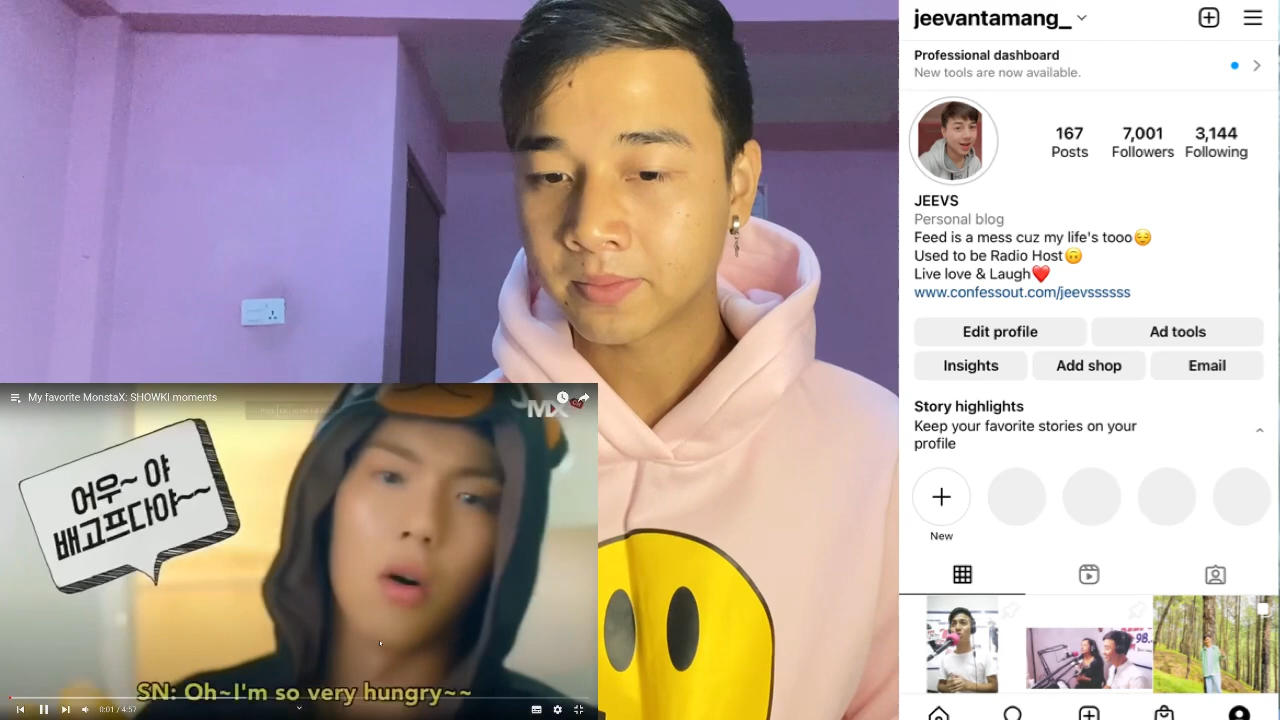 My favorite MonstaX: SHOWKI moments
MX
어우~ 야
배고프다야~~
SN: Oh~I'm so very hungry~~
0:01 / 4:57
jeevantamang_
Professional dashboard
New tools are now available.
167
7,001
3,144
Posts
Followers
Following
JEEVS
Personal blog
Feed is a mess cuz my life's tooo😔
Used to be Radio Host🙃
Live love & Laugh❤️
www.confessout.com/jeevssssss
Edit profile
Ad tools
Insights
Add shop
Email
Story highlights
Keep your favorite stories on your
profile
New
98.